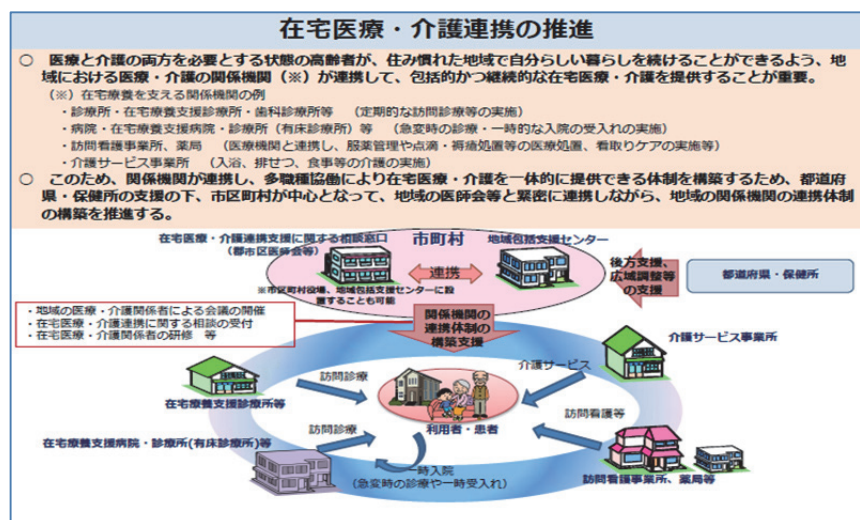 在宅医療・介護連携の推進
○　医療と介護の両方を必要とする状態の高齢者が、住み慣れた地域で自分らしい暮らしを続けることができるよう、地
域における医療・介護の関係機関（※）が連携して、包括的かつ継続的な在宅医療・介護を提供することが重要。
（※）在宅療養を支える関係機関の例
・診療所・在宅療養支援診療所・歯科診療所等　（定期的な訪問診療等の実施）
・病院・在宅療養支援病院・診療所（有床診療所）等　（急変時の診療・一時的な入院の受入れの実施）
・訪問看護事業所、薬局　（医療機関と連携し、服薬管理や点滴・褥瘡処置等の医療処置、看取りケアの実施等）
・介護サービス事業所　（入浴、排せつ、食事等の介護の実施）
○　このため、関係機関が連携し、多職種協働により在宅医療・介護を一体的に提供できる体制を構築するため、都道府
県・保健所の支援の下、市区町村が中心となって、地域の医師会等と緊密に連携しながら、地域の関係機関の連携体制
の構築を推進する。
在宅医療・介護連携支援に関する相談窓口
（郡市区医師会等）
市町村
地域包括支援センター
連携
※市区町村役場、地域包括支援センターに設
置することも可能
後方支援、
広域調整等
の支援
都道府県・保健所
・地域の医療・介護関係者による会議の開催
・在宅医療・介護連携に関する相談の受付
・在宅医療・介護関係者の研修　等
関係機関の
連携体制の
構築支援
介護サービス事業所
訪問診療
介護サービス
在宅療養支援診療所等
利用者・患者
訪問看護等
訪問診療
在宅療養支援病院・診療所(有床診療所)等
一時入院
（急変時の診療や一時受入れ）
訪問看護事業所、薬局等